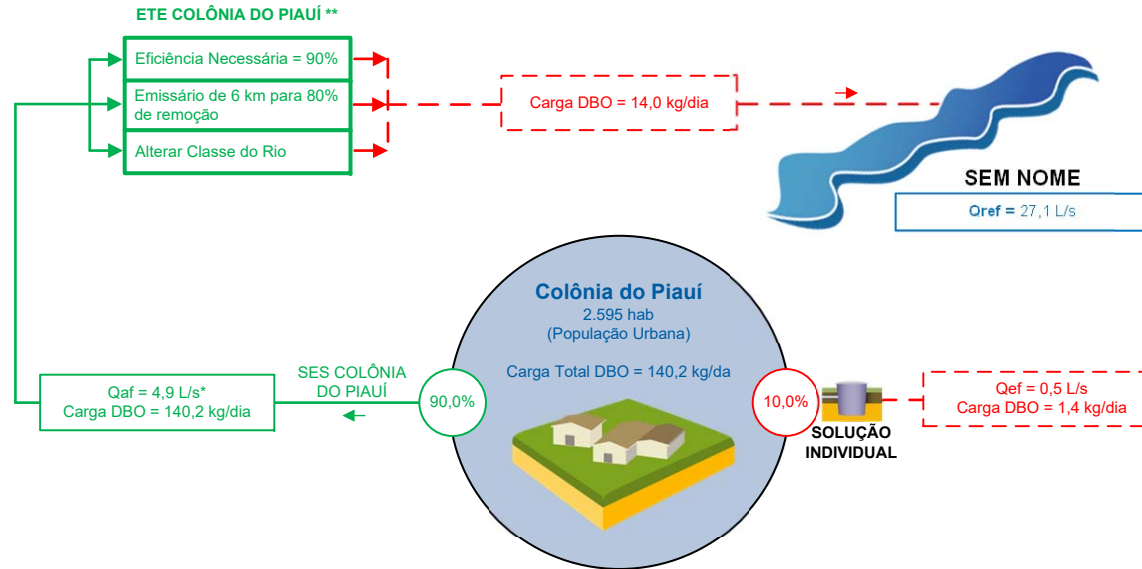 ETE COLÔNIA DO PIAUÍ **
Eficiência Necessária = 90%
Emissário de 6 km para 80%
de remoção
Alterar Classe do Rio
Carga DBO = 14,0 kg/dia
SEM NOME
Qref = 27,1 L/s
Colônia do Piauí
2.595 hab
(População Urbana)
Carga Total DBO = 140,2 kg/da
Qaf = 4,9 L/s*
Carga DBO = 140,2 kg/dia
SES COLÔNIA
DO PIAUÍ
90,0%
10,0%
SOLUÇÃO
INDIVIDUAL
Qef = 0,5 L/s
Carga DBO = 1,4 kg/dia